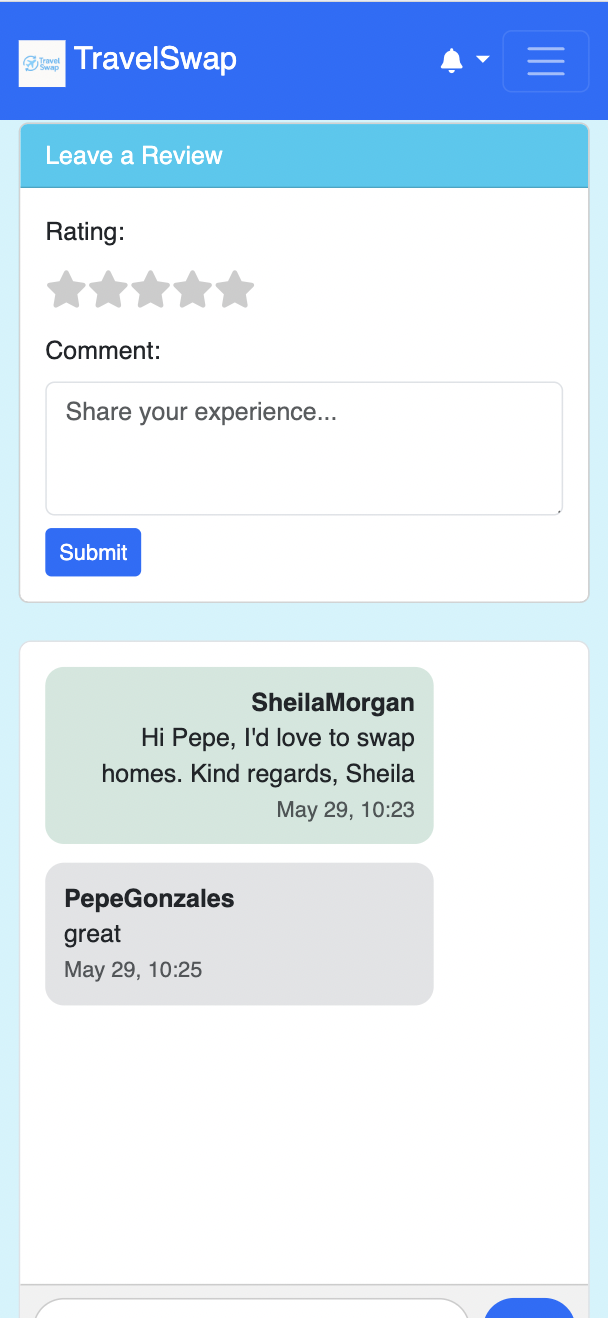 Travel
Swap
TravelSwap
Leave a Review
Rating:
Comment:
Share your experience...
Submit
SheilaMorgan
Hi Pepe, I'd love to swap
homes. Kind regards, Sheila
May 29, 10:23
PepeGonzales
great
May 29, 10:25